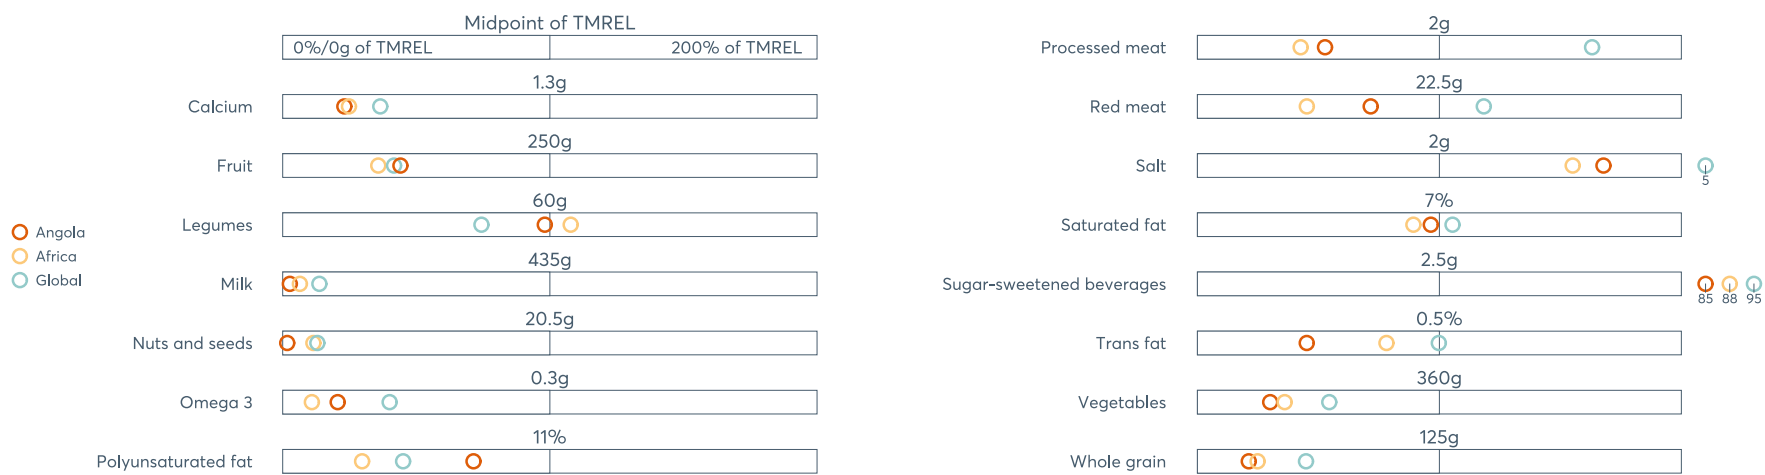 Midpoint of TMREL
0%/0g of TMREL
200% of TMREL
1.3g
Calcium
250g
Fruit
60g
Legumes
435g
Milk
20.5g
Nuts and seeds
0.3g
Omega 3
11%
Polyunsaturated fat
Angola
Africa
Global
2g
Processed meat
22.5g
Red meat
2g
Salt
5
7%
Saturated fat
2.5g
Sugar-sweetened beverages
85 88 95
0.5%
Trans fat
360g
Vegetables
125g
Whole grain